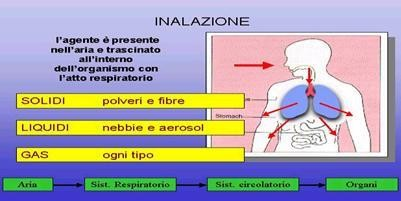 INALAZIONE
l'agente è presente
nell'aria e trascinato
all'interno
dell'organismo con
l'atto respiratorio
SOLIDI polveri e fibre
LIQUIDI nebbie e aerosol
GAS ogni tipo
Stomach
Aria Sist. Respiratorio Sist. circolatorio Organi